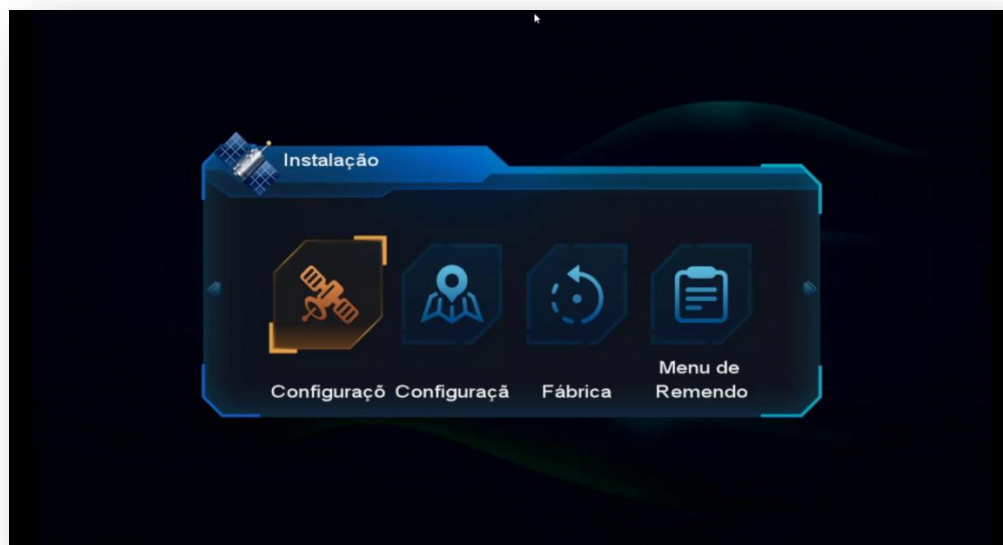 Instalação
Configuraçõ
Configuraçã
Fábrica
Menu de
Remendo